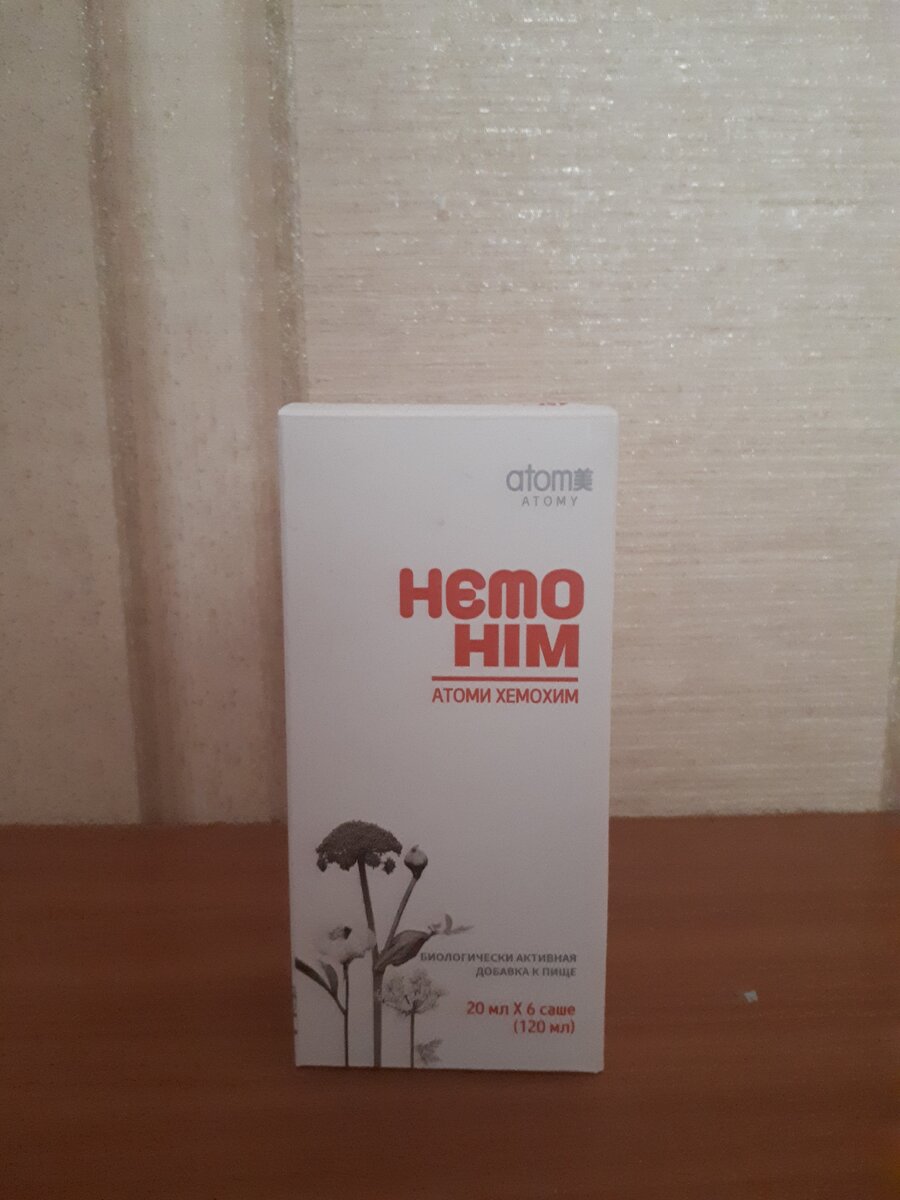 atom美
ATOMY
HEMO
HIM
АТОМИ ХЕМОХИМ
БИОЛОГИЧЕСКИ АКТИВНАЯ
ДОБАВКА К ПИЩЕ
20 мл X 6 саше
(120 мл)